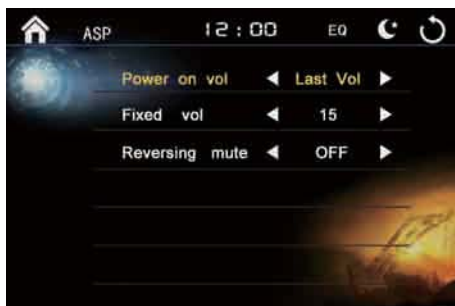 ASP 12:00 EQ
Power on vol Last Vol
Fixed vol 15
Reversing mute OFF